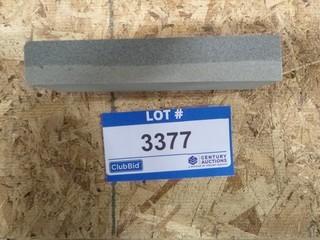 LOT #
3377
ClubBid
CENTURY
AUCTIONS